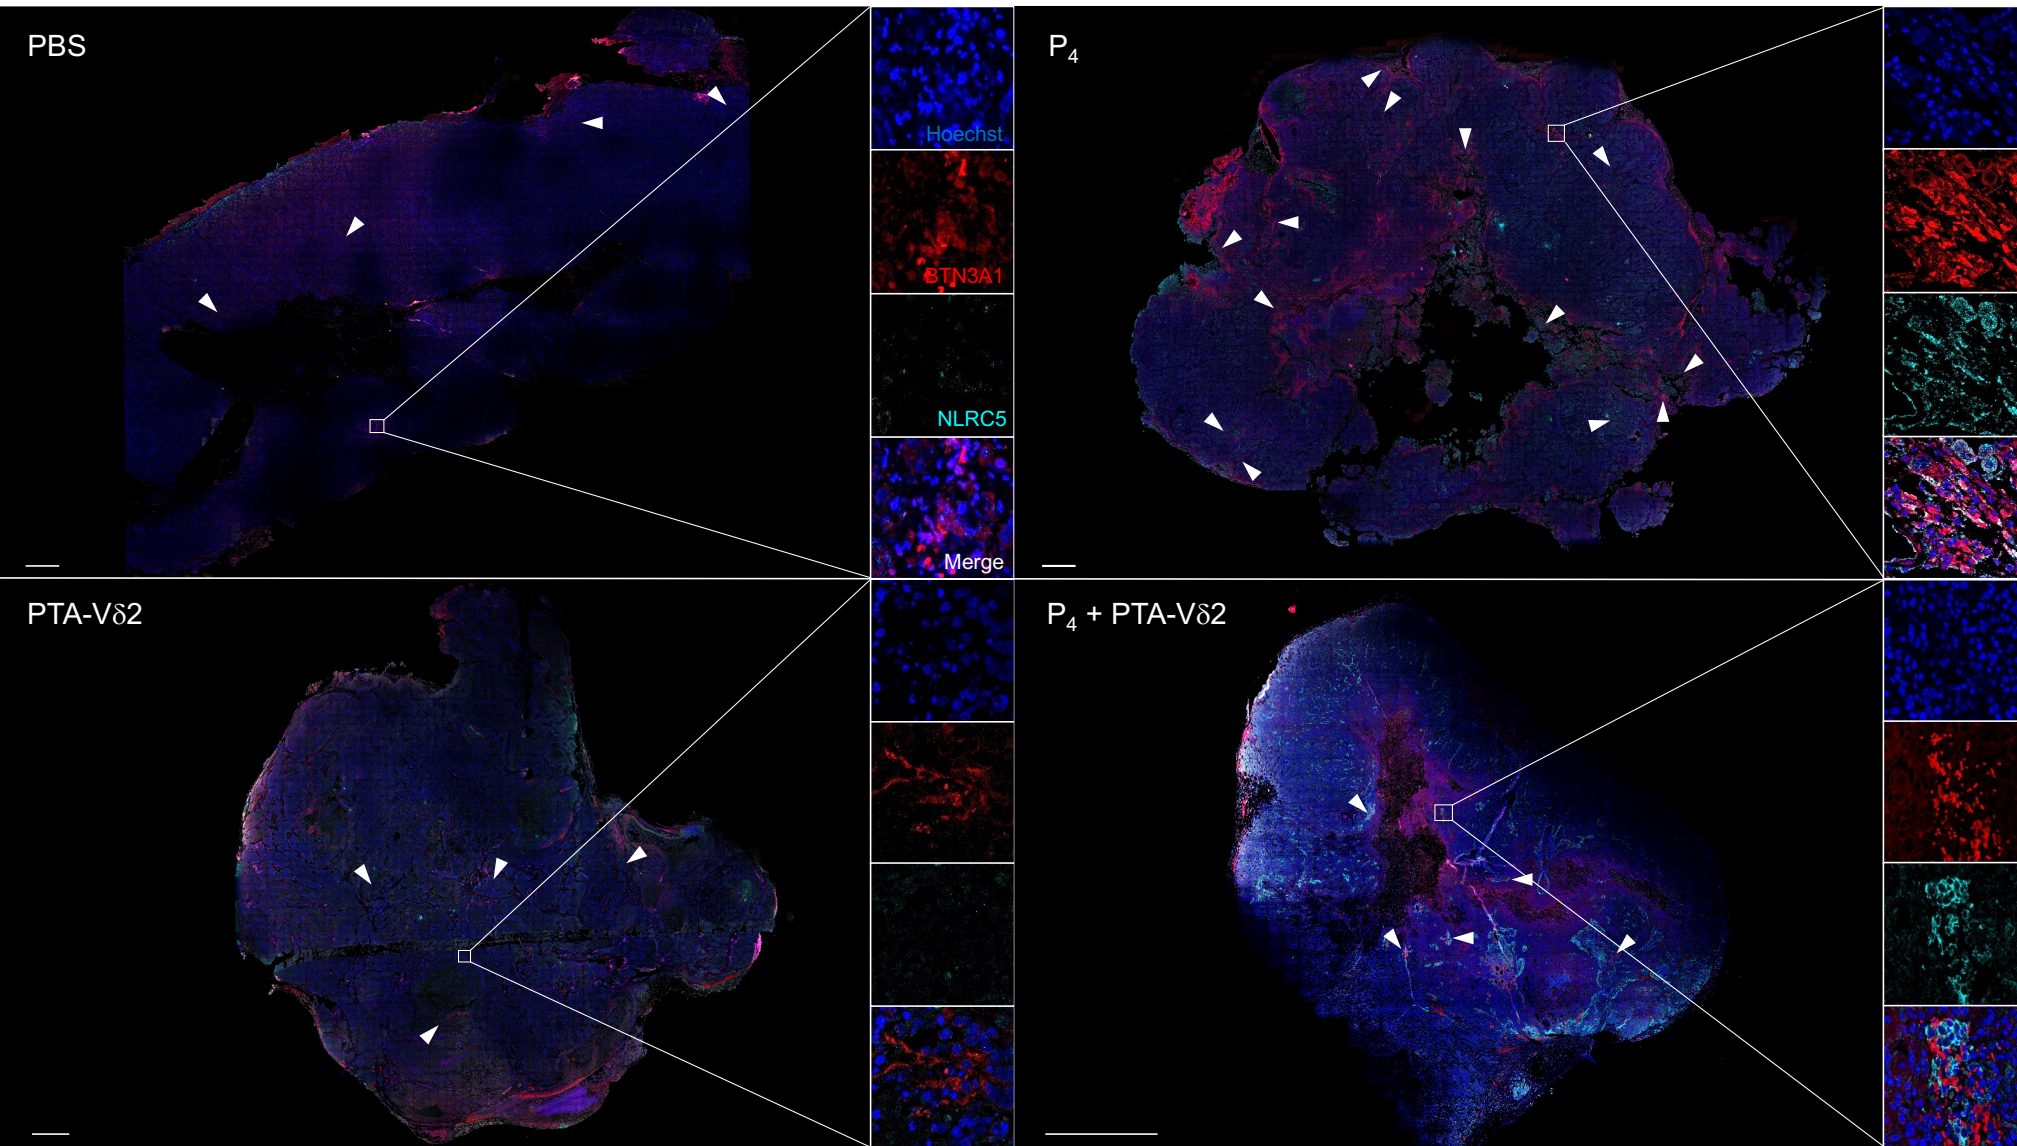 PBS
Hoechst
BTN3A1
NLRC5
Merge
P₄
PTA-Vδ2
P₄ + PTA-Vδ2